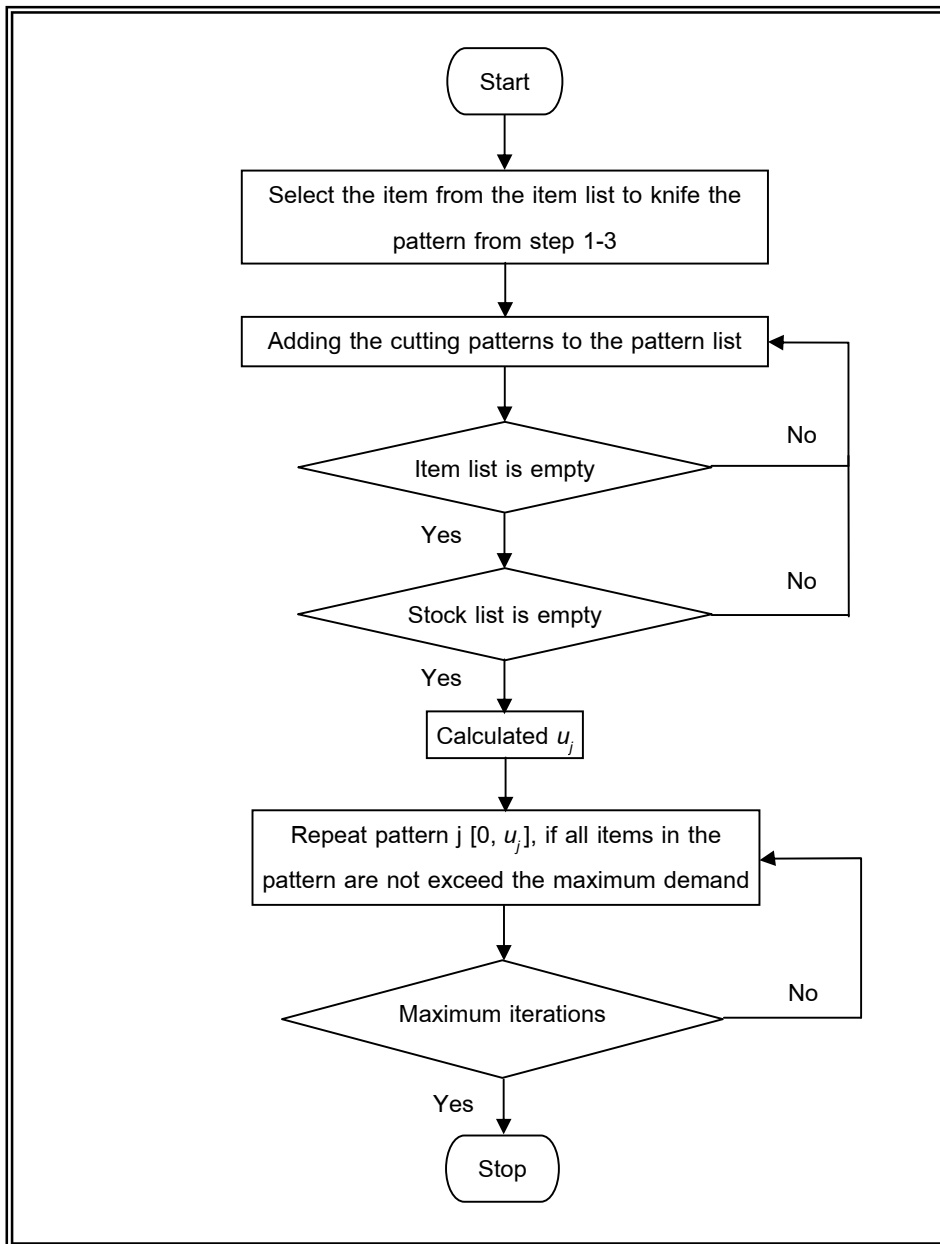 Start
Select the item from the item list to knife the
pattern from step 1-3
Adding the cutting patterns to the pattern list
No
Item list is empty
Yes
No
Stock list is empty
Yes
Calculated u_j
Repeat pattern j [0, u_j], if all items in the
pattern are not exceed the maximum demand
No
Maximum iterations
Yes
Stop